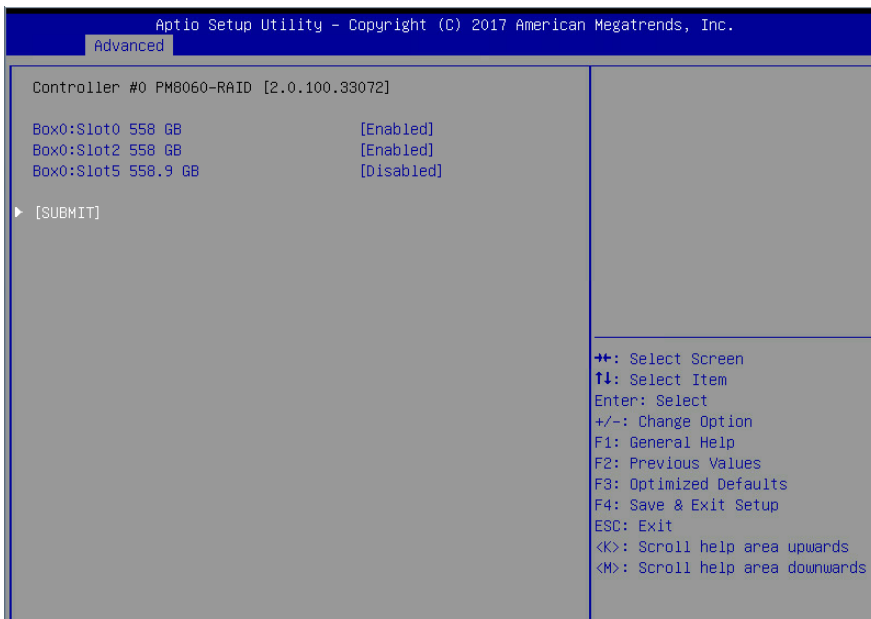 Aptio Setup Utility – Copyright (C) 2017 American Megatrends, Inc.
Advanced
Controller #0 PM8060-RAID [2.0.100.33072]
Box0:Slot0 558 GB [Enabled]
Box0:Slot2 558 GB [Enabled]
Box0:Slot5 558.9 GB [Disabled]
[SUBMIT]
→←: Select Screen
↑↓: Select Item
Enter: Select
+/-: Change Option
F1: General Help
F2: Previous Values
F3: Optimized Defaults
F4: Save & Exit Setup
ESC: Exit
<K>: Scroll help area upwards
<M>: Scroll help area downwards